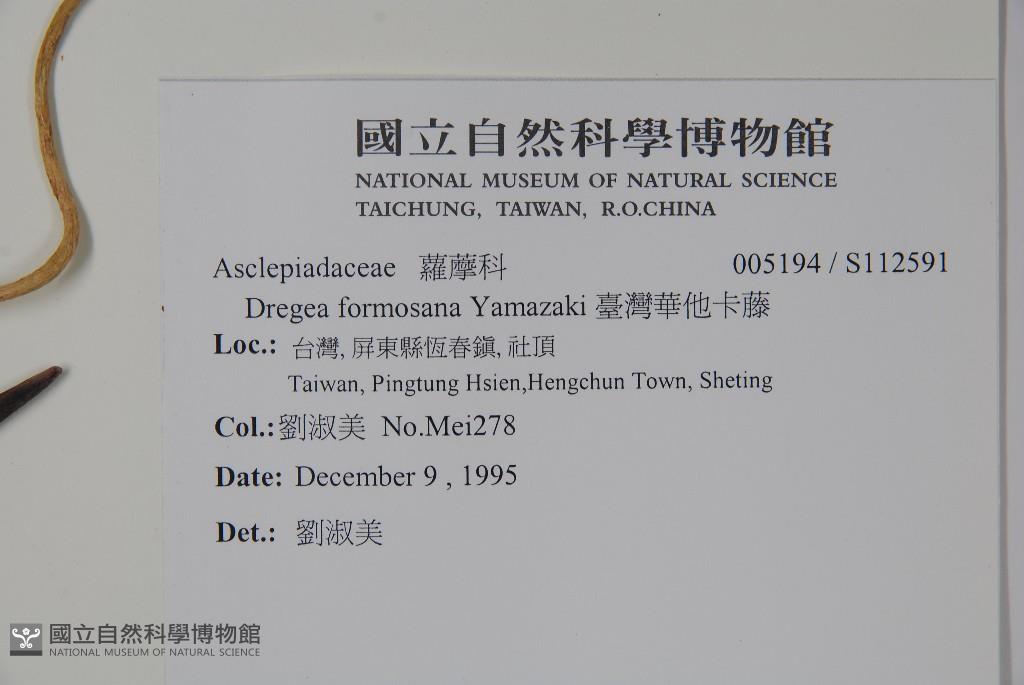 國立自然科學博物館
NATIONAL MUSEUM OF NATURAL SCIENCE
TAICHUNG, TAIWAN, R.O.CHINA
Asclepiadaceae 蘿藦科 005194 / S112591
Dregea formosana Yamazaki 臺灣華他卡藤
Loc.: 台灣, 屏東縣恆春鎮, 社頂
Taiwan, Pingtung Hsien,Hengchun Town, Sheting
Col.:劉淑美 No.Mei278
Date: December 9 , 1995
Det.: 劉淑美
國立自然科學博物館
NATIONAL MUSEUM OF NATURAL SCIENCE